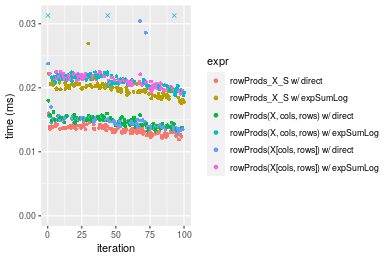 0.03
0.02
0.01
0.00
time (ms)
0
25
50
75
100
iteration
expr
rowProds_X_S w/ direct
rowProds_X_S w/ expSumLog
rowProds(X, cols, rows) w/ direct
rowProds(X, cols, rows) w/ expSumLog
rowProds(X[cols, rows]) w/ direct
rowProds(X[cols, rows]) w/ expSumLog